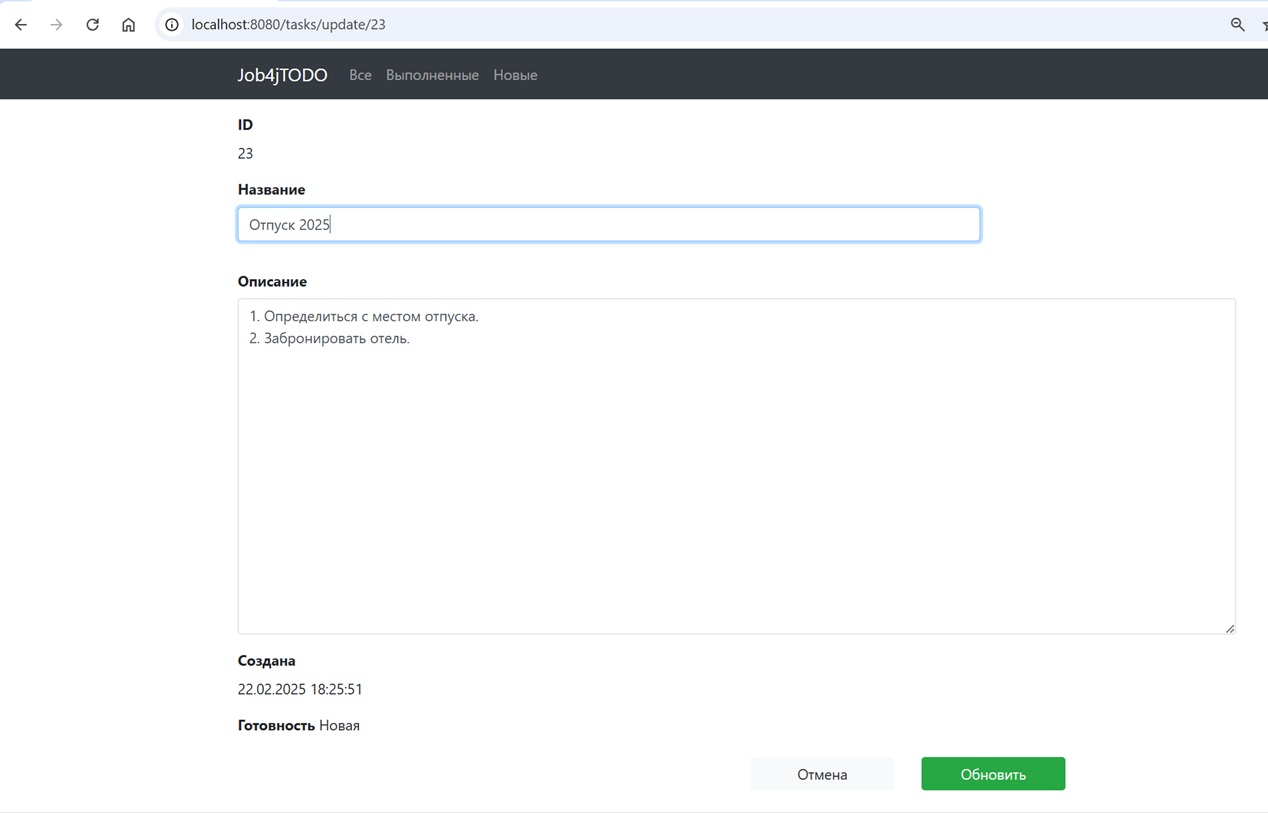 localhost:8080/tasks/update/23
Job4jTODO Все Выполненные Новые
ID
23
Название
Отпуск 2025
Описание
1. Определиться с местом отпуска.
2. Забронировать отель.
Создана
22.02.2025 18:25:51
Готовность Новая
Отмена Обновить